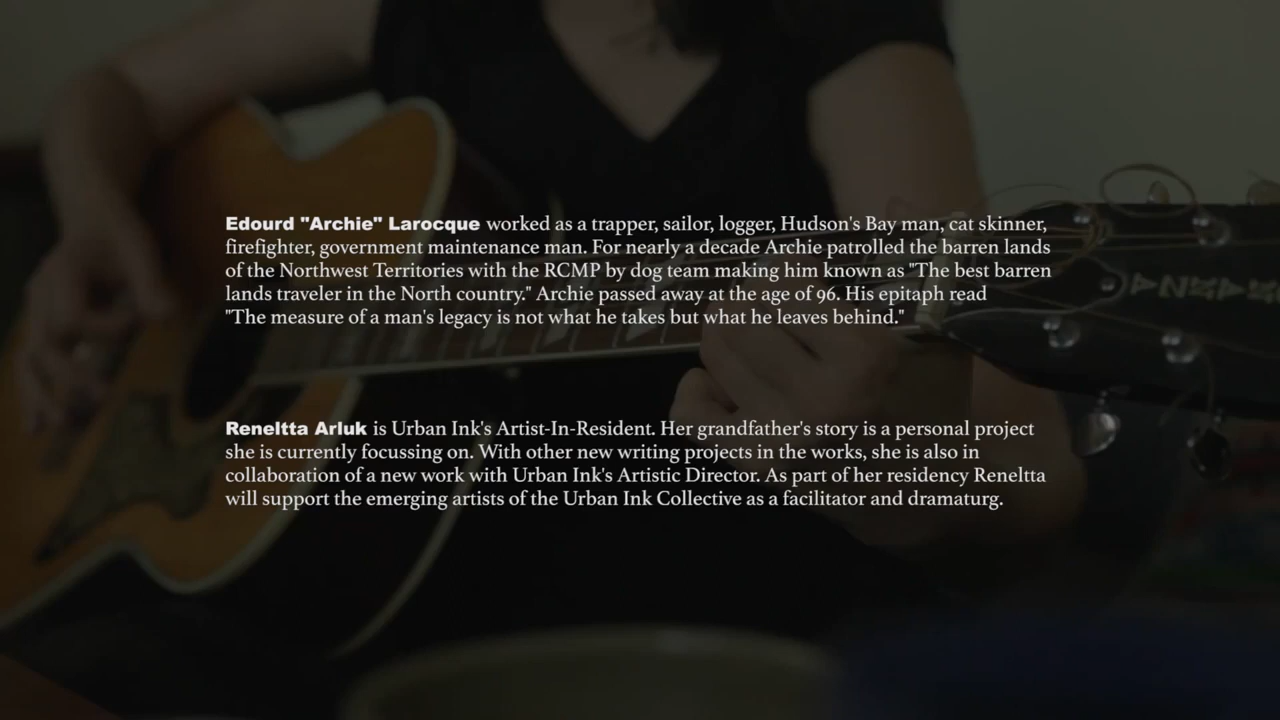 Edourd "Archie" Larocque worked as a trapper, sailor, logger, Hudson's Bay man, cat skinner,
firefighter, government maintenance man. For nearly a decade Archie patrolled the barren lands
of the Northwest Territories with the RCMP by dog team making him known as "The best barren
lands traveler in the North country." Archie passed away at the age of 96. His epitaph read
"The measure of a man's legacy is not what he takes but what he leaves behind."
Reneltta Arluk is Urban Ink's Artist-In-Resident. Her grandfather's story is a personal project
she is currently focussing on. With other new writing projects in the works, she is also in
collaboration of a new work with Urban Ink's Artistic Director. As part of her residency Reneltta
will support the emerging artists of the Urban Ink Collective as a facilitator and dramaturg.